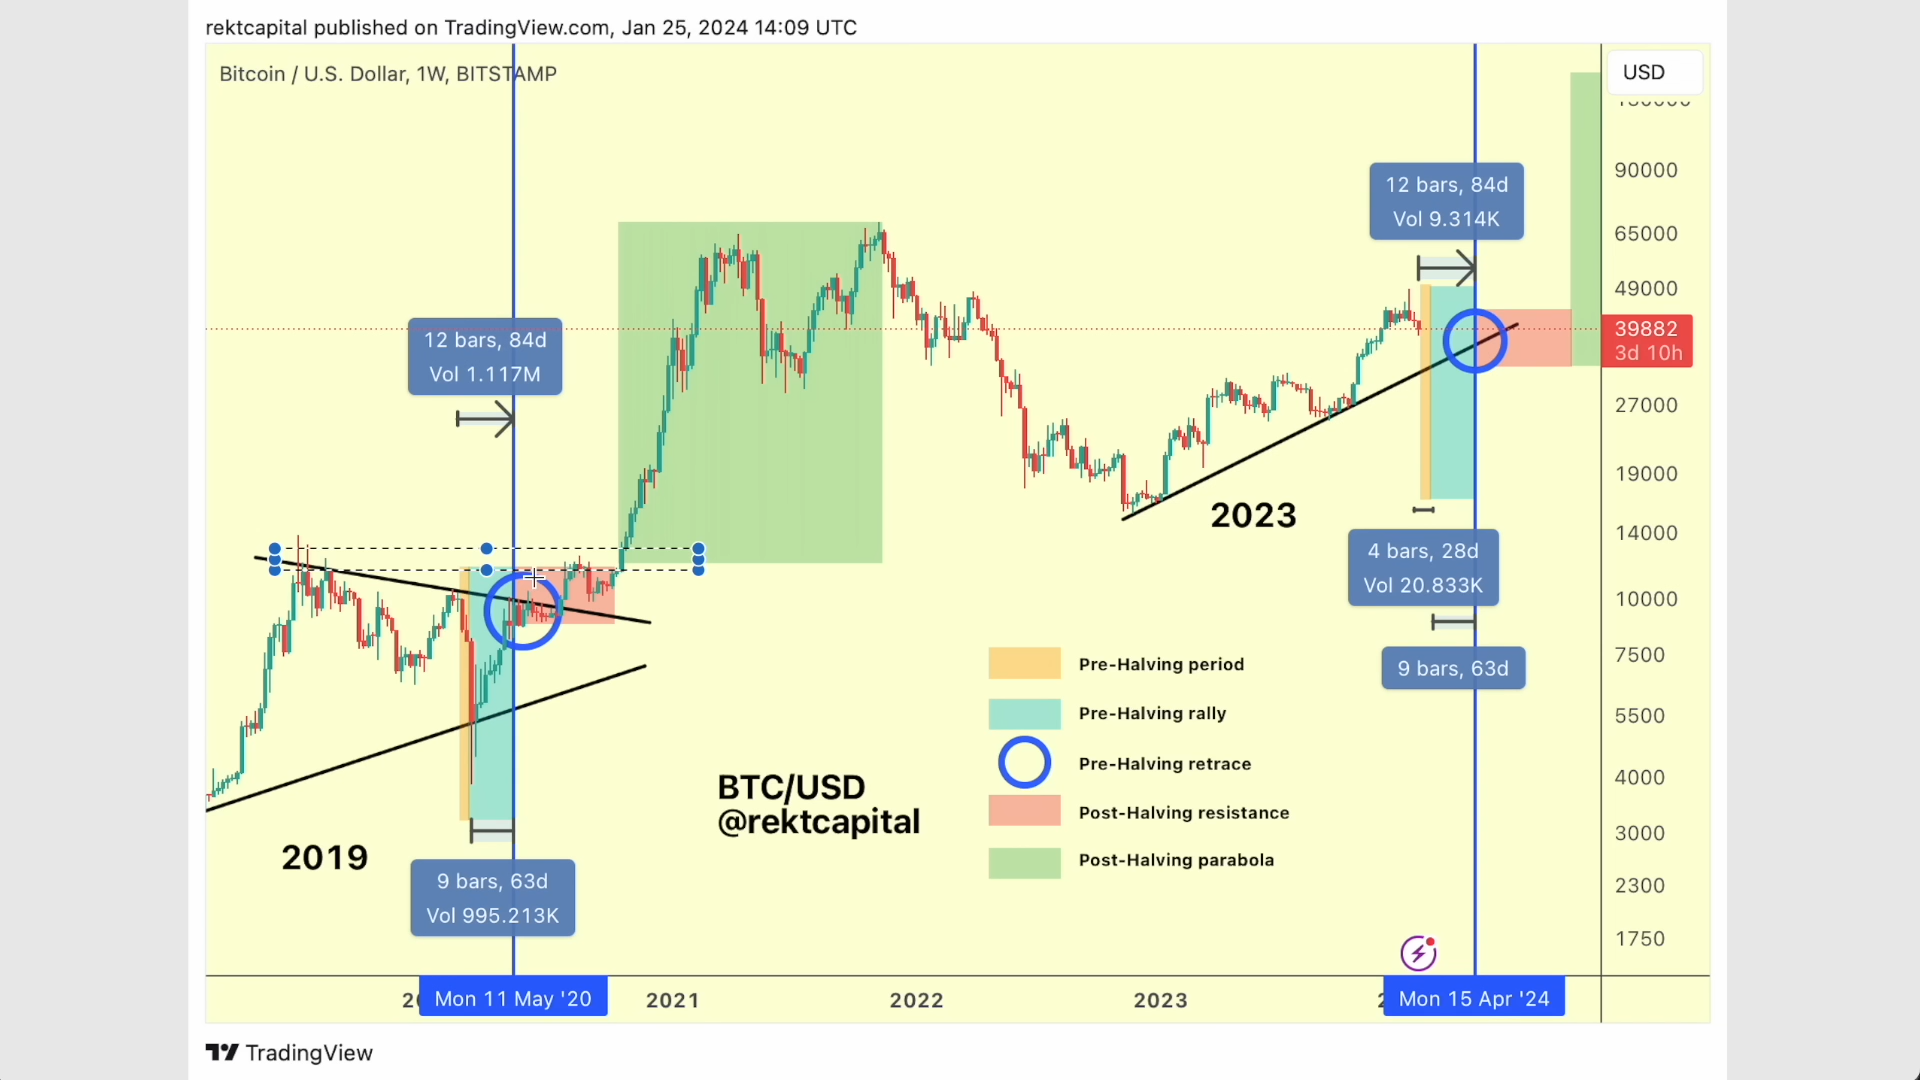 rektcapital published on TradingView.com, Jan 25, 2024 14:09 UTC
Bitcoin / U.S. Dollar, 1W, BITSTAMP
USD
90000
65000
49000
39882
3d 10h
27000
19000
14000
10000
7500
5500
4000
3000
2300
1750
12 bars, 84d
Vol 9.314K
12 bars, 84d
Vol 1.117M
2023
4 bars, 28d
Vol 20.833K
9 bars, 63d
Pre-Halving period
Pre-Halving rally
Pre-Halving retrace
Post-Halving resistance
Post-Halving parabola
BTC/USD
@rektcapital
2019
9 bars, 63d
Vol 995.213K
Mon 11 May '20
2021
2022
2023
Mon 15 Apr '24
TradingView